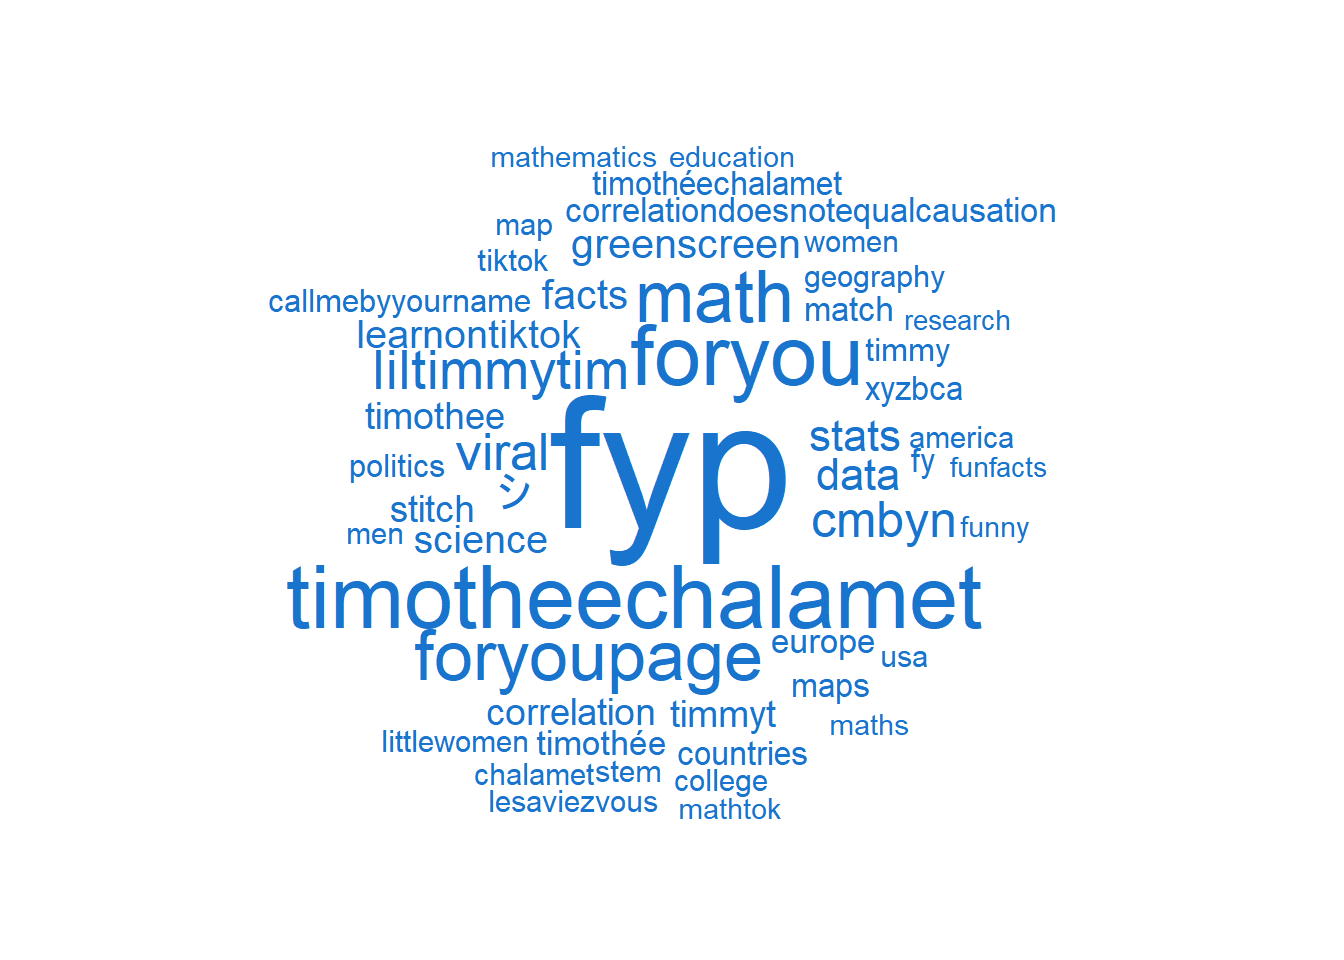 mathematics education
timothéechalamet
correlationdoesnotequalcausation
map
greenscreen women
tiktok
geography
callmebyyourname facts math match
research
learnontiktok
liltimmytim foryou timmy
xyzbca
timothee
fyp
stats america
viral
politics
data fy funfacts
シ
stitch
cmbyn funny
men science
timotheechalamet
foryoupage europe usa
maps
correlation timmyt maths
littlewomen timothée countries
chalamet stem college
lesaviezvous mathtok